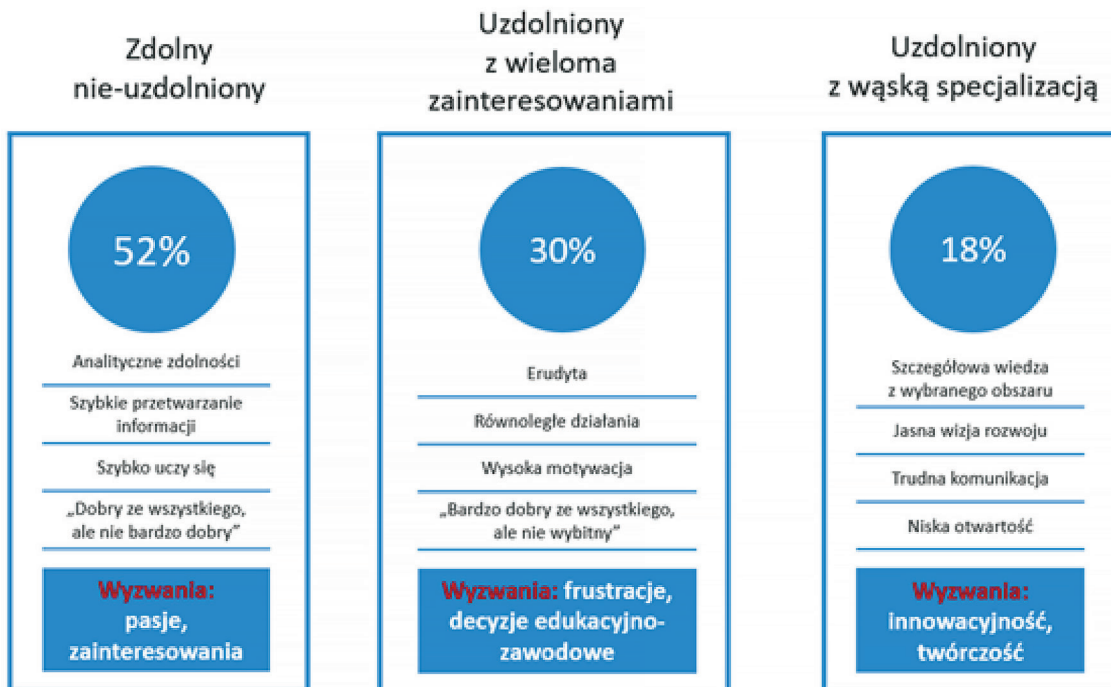 Zdolny
nie-uzdolniony
52%
Analityczne zdolności
Szybkie przetwarzanie
informacji
Szybko uczy się
„Dobry ze wszystkiego,
ale nie bardzo dobry”
Wyzwania:
pasje,
zainteresowania
Uzdolniony
z wieloma
zainteresowaniami
30%
Erudyta
Równoległe działania
Wysoka motywacja
„Bardzo dobry ze wszystkiego,
ale nie wybitny”
Wyzwania: frustracje,
decyzje edukacyjno-
zawodowe
Uzdolniony
z wąską specjalizacją
18%
Szczegółowa wiedza
z wybranego obszaru
Jasna wizja rozwoju
Trudna komunikacja
Niska otwartość
Wyzwania:
innowacyjność,
twórczość